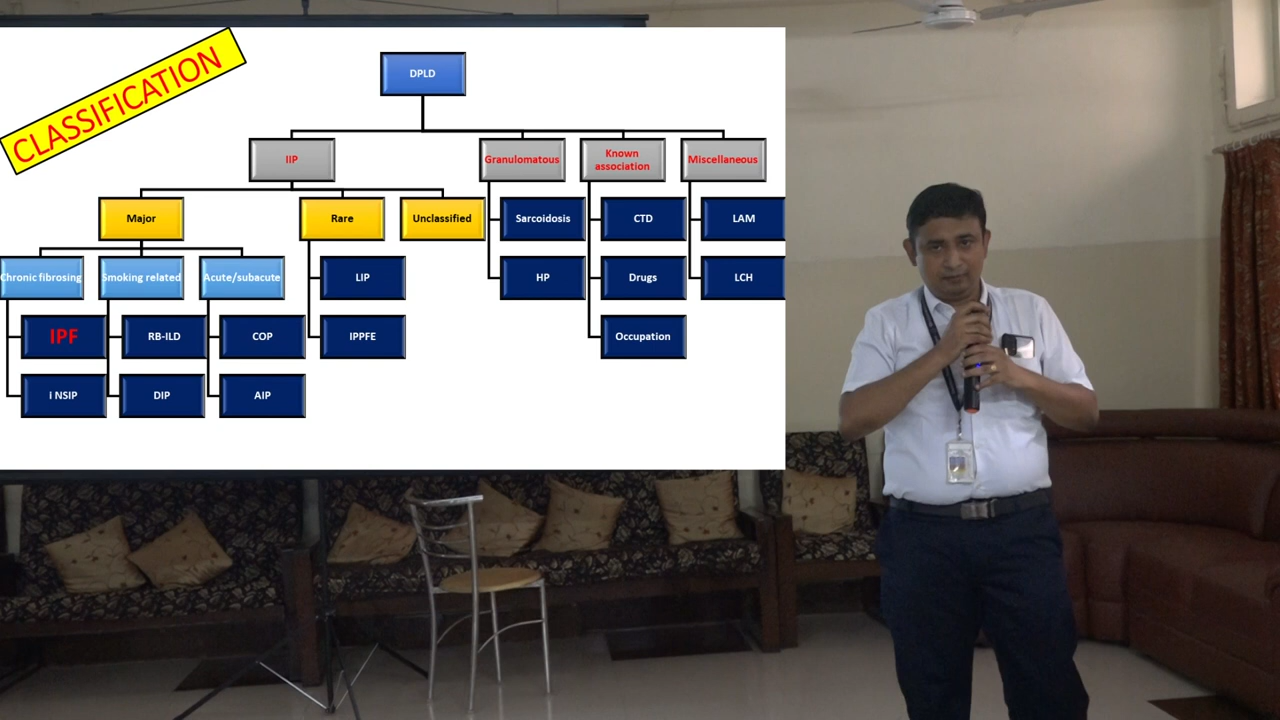 CLASSIFICATION
DPLD
IIP
Granulomatous
Known
association
Miscellaneous
Major
Rare
Unclassified
Sarcoidosis
CTD
LAM
Chronic fibrosing
Smoking related
Acute/subacute
LIP
HP
Drugs
LCH
IPF
RB-ILD
COP
IPPFE
Occupation
i NSIP
DIP
AIP